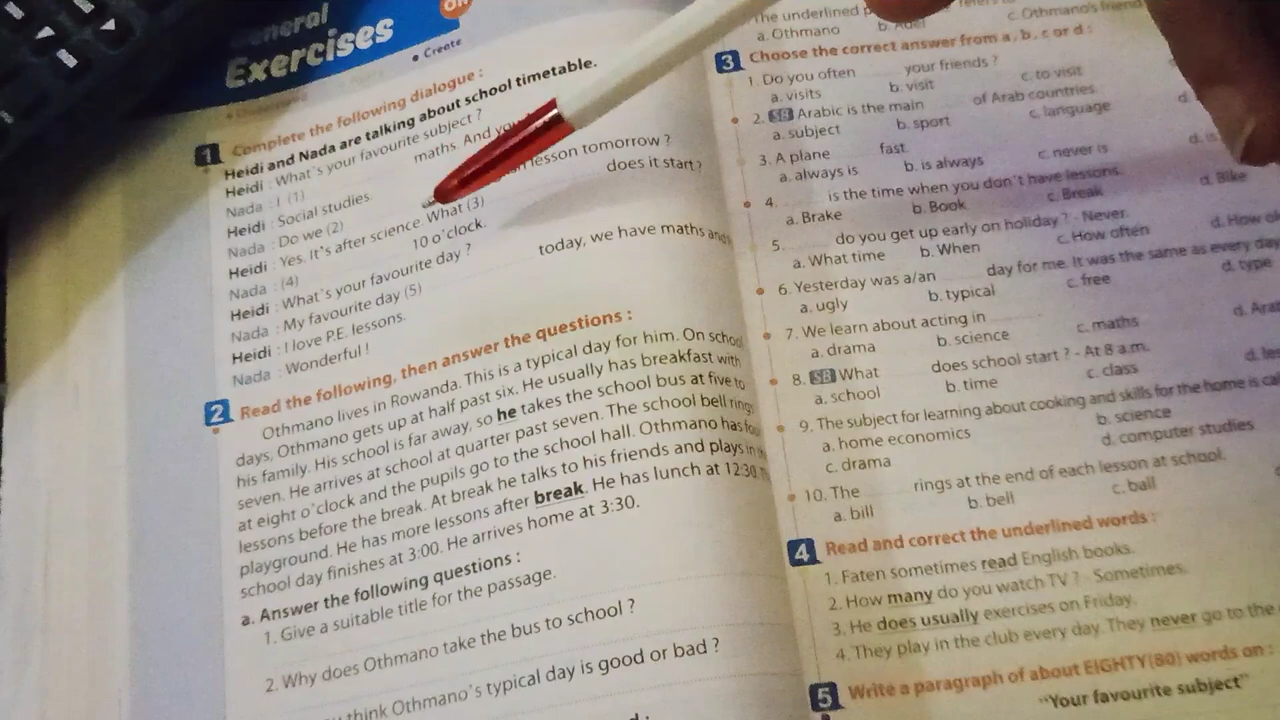 General
Exercises
ON
• Create
1 Complete the following dialogue :
Heidi and Nada are talking about school timetable.
Heidi : What's your favourite subject ?
Nada : I (1) maths. And you
Heidi : Social studies.
Nada : Do we (2) lesson tomorrow ?
Heidi : Yes. It's after science. What (3) does it start ?
Nada : (4) 10 o'clock.
Heidi : What's your favourite day ?
Nada : My favourite day (5) today, we have maths and
Heidi : I love P.E. lessons.
Nada : Wonderful !
2 Read the following, then answer the questions :
Othmano lives in Rowanda. This is a typical day for him. On school
days, Othmano gets up at half past six. He usually has breakfast with
his family. His school is far away, so he takes the school bus at five to
seven. He arrives at school at quarter past seven. The school bell rings
at eight o'clock and the pupils go to the school hall. Othmano has
lessons before the break. At break he talks to his friends and plays in
playground. He has more lessons after break. He has lunch at 12:30.
school day finishes at 3:00. He arrives home at 3:30.
a. Answer the following questions :
1. Give a suitable title for the passage.
2. Why does Othmano take the bus to school ?
think Othmano's typical day is good or bad ?
The underlined
a. Othmano b. c. Othmano's friend
3 Choose the correct answer from a, b, c or d :
1. Do you often your friends ?
a. visits b. visit c. to visit
2. SB Arabic is the main of Arab countries.
a. subject b. sport c. language d.
3. A plane fast.
a. always is b. is always c. never is d. is
4. is the time when you don't have lessons.
a. Brake b. Book c. Break d. Bike
5. do you get up early on holiday ? - Never.
a. What time b. When c. How often d. How
6. Yesterday was a/an day for me. It was the same as every day
a. ugly b. typical c. free d. type
7. We learn about acting in
a. drama b. science c. maths d. Ara
8. SB What does school start ? - At 8 a.m.
a. school b. time c. class d.
9. The subject for learning about cooking and skills for the home is
a. home economics b. science
c. drama d. computer studies
10. The rings at the end of each lesson at school.
a. bill b. bell c. ball
4 Read and correct the underlined words :
1. Faten sometimes read English books.
2. How many do you watch TV ? - Sometimes.
3. He does usually exercises on Friday.
4. They play in the club every day. They never go to the
5 Write a paragraph of about EIGHTY(80) words on :
"Your favourite subject"